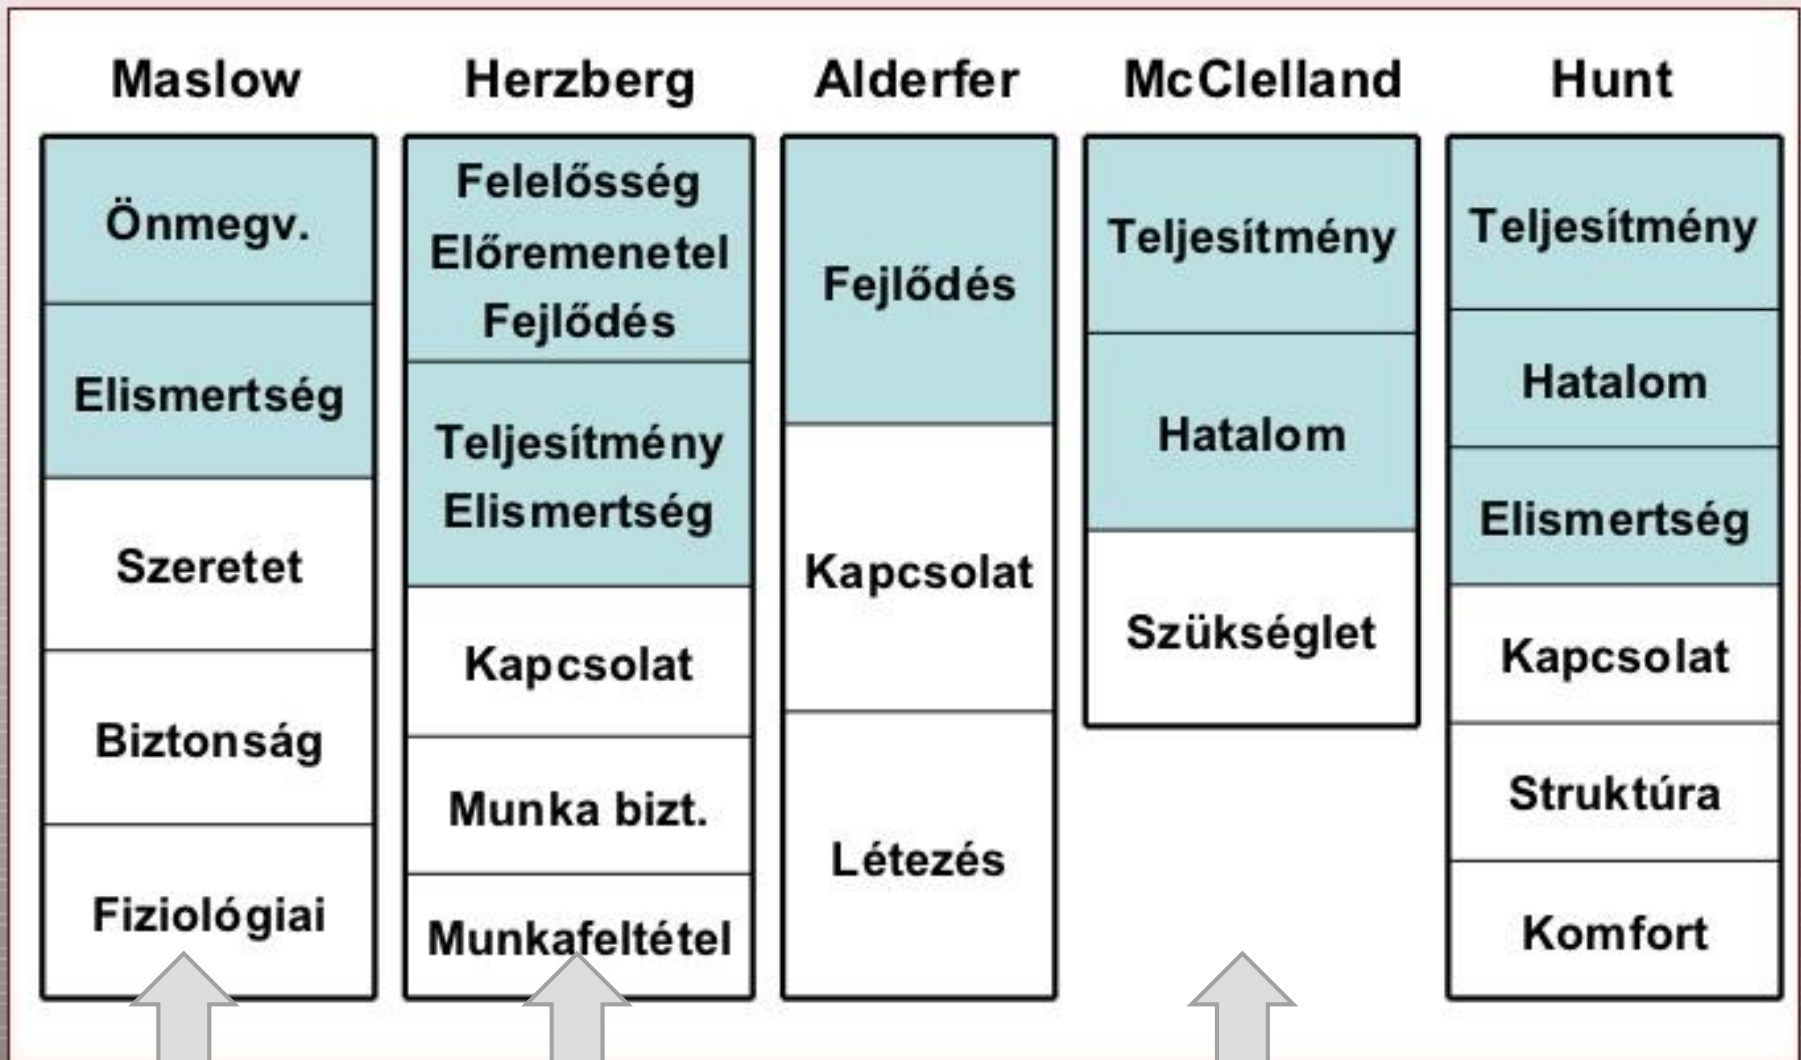 Maslow
Önmegv.
Elismertség
Szeretet
Biztonság
Fiziológiai
Herzberg
Felelősség
Előremenetel
Fejlődés
Teljesítmény
Elismertség
Kapcsolat
Munka bizt.
Munkafeltétel
Alderfer
Fejlődés
Kapcsolat
Létezés
McClelland
Teljesítmény
Hatalom
Szükséglet
Hunt
Teljesítmény
Hatalom
Elismertség
Kapcsolat
Struktúra
Komfort